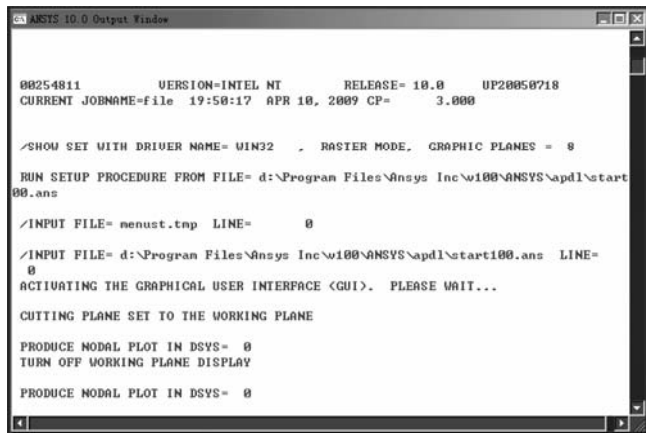 ANSYS 10.0 Output Window
00254811 VERSION=INTEL NT RELEASE= 10.0 UP20050718
CURRENT JOBNAME=file 19:50:17 APR 10, 2009 CP= 3.000
/SHOW SET WITH DRIVER NAME= WIN32 , RASTER MODE, GRAPHIC PLANES = 8
RUN SETUP PROCEDURE FROM FILE= d:\Program Files\Ansys Inc\v100\ANSYS\apdl\start
00.ans
/INPUT FILE= menust.tmp LINE= 0
/INPUT FILE= d:\Program Files\Ansys Inc\v100\ANSYS\apdl\start100.ans LINE=
0
ACTIVATING THE GRAPHICAL USER INTERFACE (GUI). PLEASE WAIT...
CUTTING PLANE SET TO THE WORKING PLANE
PRODUCE NODAL PLOT IN DSYS= 0
TURN OFF WORKING PLANE DISPLAY
PRODUCE NODAL PLOT IN DSYS= 0